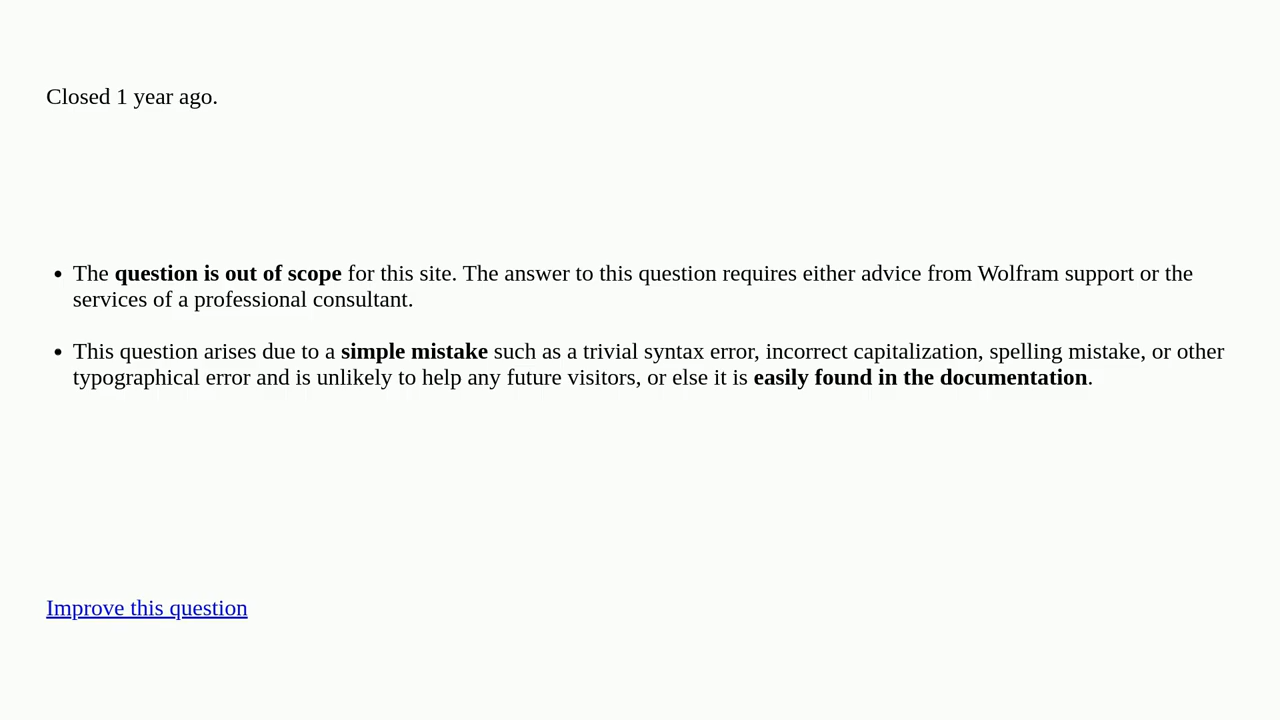 Closed 1 year ago.
• The question is out of scope for this site. The answer to this question requires either advice from Wolfram support or the
services of a professional consultant.
• This question arises due to a simple mistake such as a trivial syntax error, incorrect capitalization, spelling mistake, or other
typographical error and is unlikely to help any future visitors, or else it is easily found in the documentation.
Improve this question